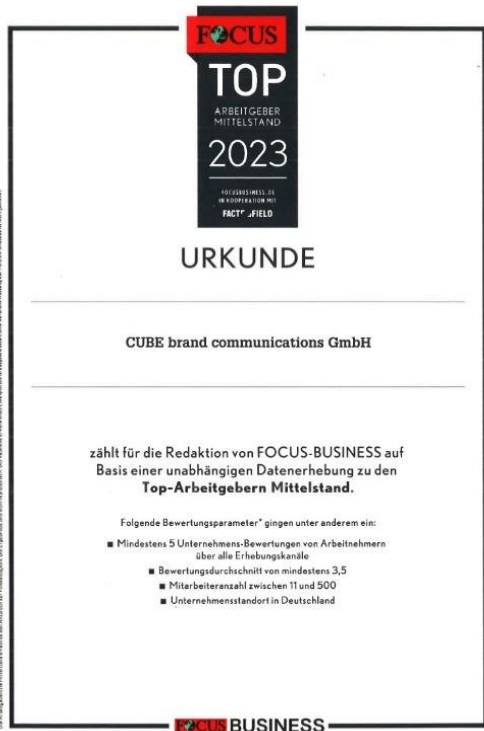 FOCUS
TOP
ARBEITGEBER
MITTELSTAND
2023
FOCUSBUSINESS.DE
IN KOOPERATION MIT
URKUNDE
CUBE brand communications GmbH
zählt für die Redaktion von FOCUS-BUSINESS auf
Basis einer unabhängigen Datenerhebung zu den
Top-Arbeitgebern Mittelstand.
Folgende Bewertungsparameter* gingen unter anderem ein:
■ Mindestens 5 Unternehmens-Bewertungen von Arbeitnehmern
über alle Erhebungskanäle
■ Bewertungsdurchschnitt von mindestens 3,5
■ Mitarbeiteranzahl zwischen 11 und 500
■ Unternehmensstandort in Deutschland
FOCUS BUSINESS